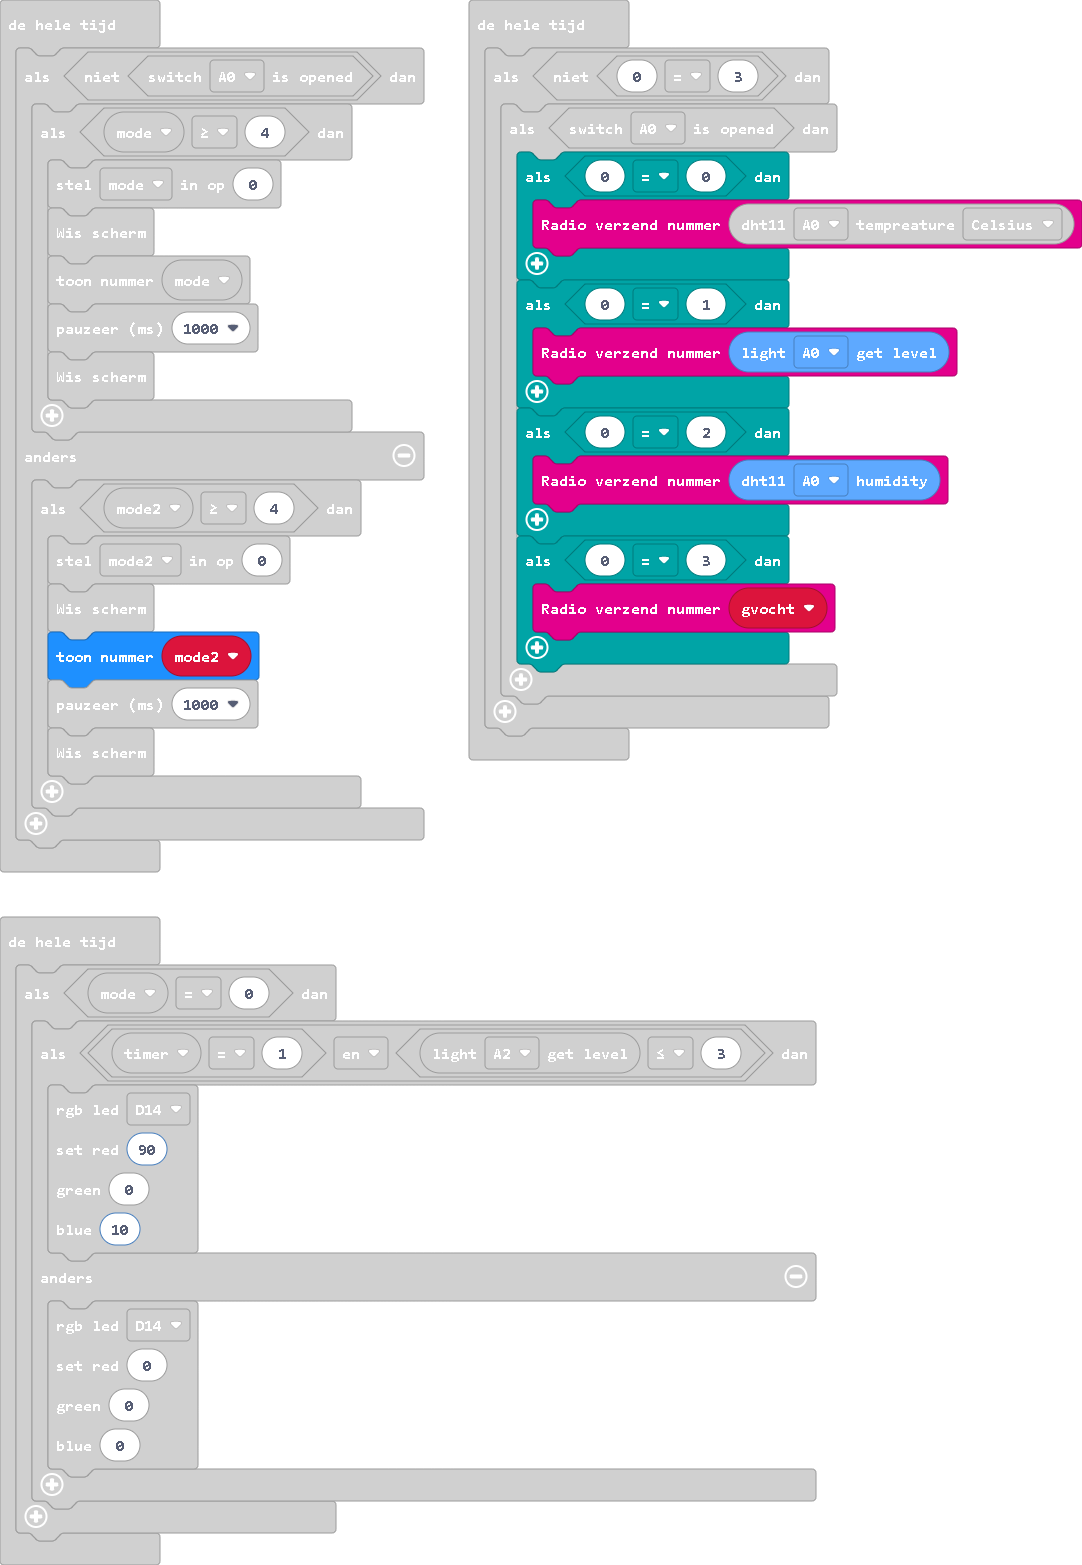 de hele tijd
als niet switch A0 is opened dan
als mode ≥ 4 dan
stel mode in op 0
Wis scherm
toon nummer mode
pauzeer (ms) 1000
Wis scherm
anders
als mode2 ≥ 4 dan
stel mode2 in op 0
Wis scherm
toon nummer mode2
pauzeer (ms) 1000
Wis scherm
de hele tijd
als niet 0 = 3 dan
als switch A0 is opened dan
als 0 = 0 dan
Radio verzend nummer dht11 A0 tempreature Celsius
als 0 = 1 dan
Radio verzend nummer light A0 get level
als 0 = 2 dan
Radio verzend nummer dht11 A0 humidity
als 0 = 3 dan
Radio verzend nummer gvocht
de hele tijd
als mode = 0 dan
als timer = 1 en light A2 get level ≤ 3 dan
rgb led D14
set red 90
green 0
blue 10
anders
rgb led D14
set red 0
green 0
blue 0